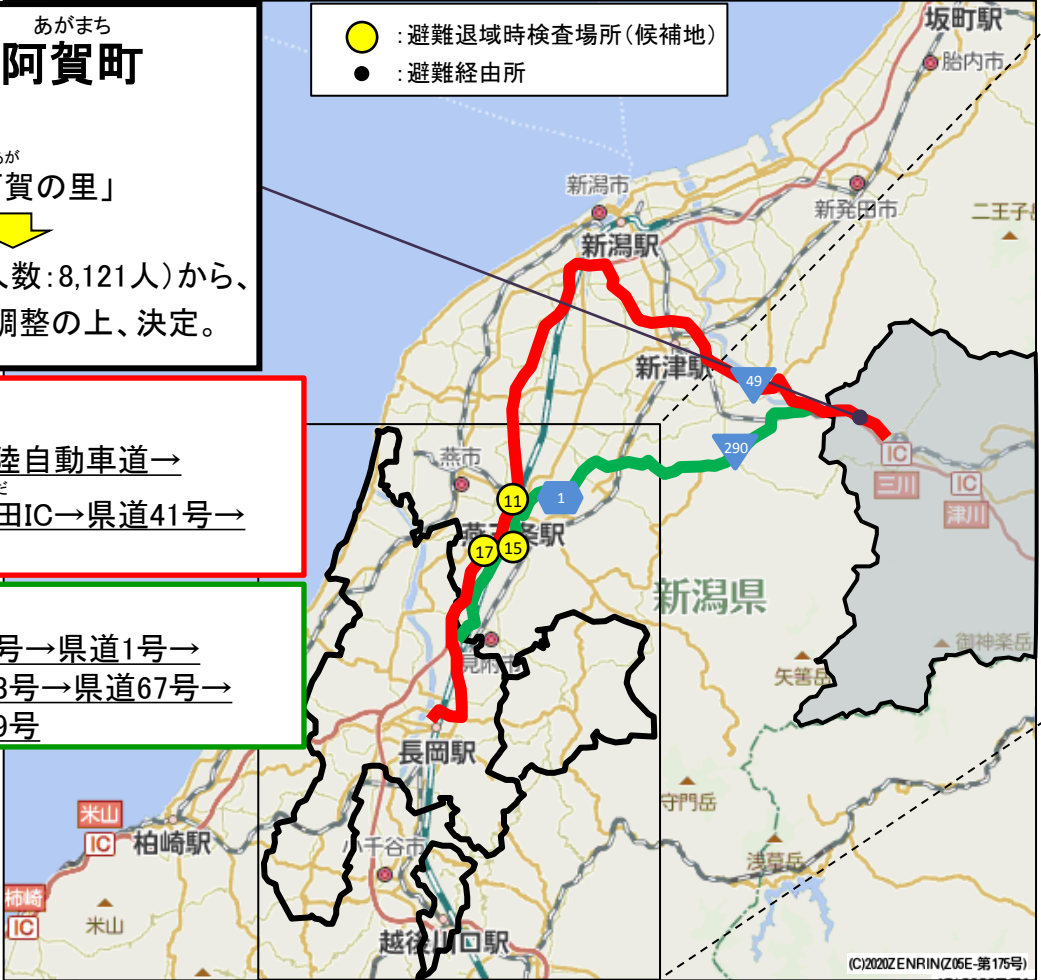 あがまち
阿賀町
が
賀の里」
人数:8,121人)から、
調整の上、決定。
:避難退域時検査場所(候補地)
:避難経由所
陸自動車道→
だ
田IC→県道41号→
号→県道1号→
3号→県道67号→
9号
坂町駅
胎内市
新潟市
新発田市
二王子岳
新潟駅
新津駅
49
290
1
燕市
11
燕三条駅
17
15
IC
三川
IC
津川
新潟県
見附市
御神楽岳
矢筈岳
長岡駅
守門岳
米山
IC
柏崎駅
小千谷市
浅草岳
柿崎
IC
米山
越後川口駅
(C)2020ZENRIN(Z05E-第175号)